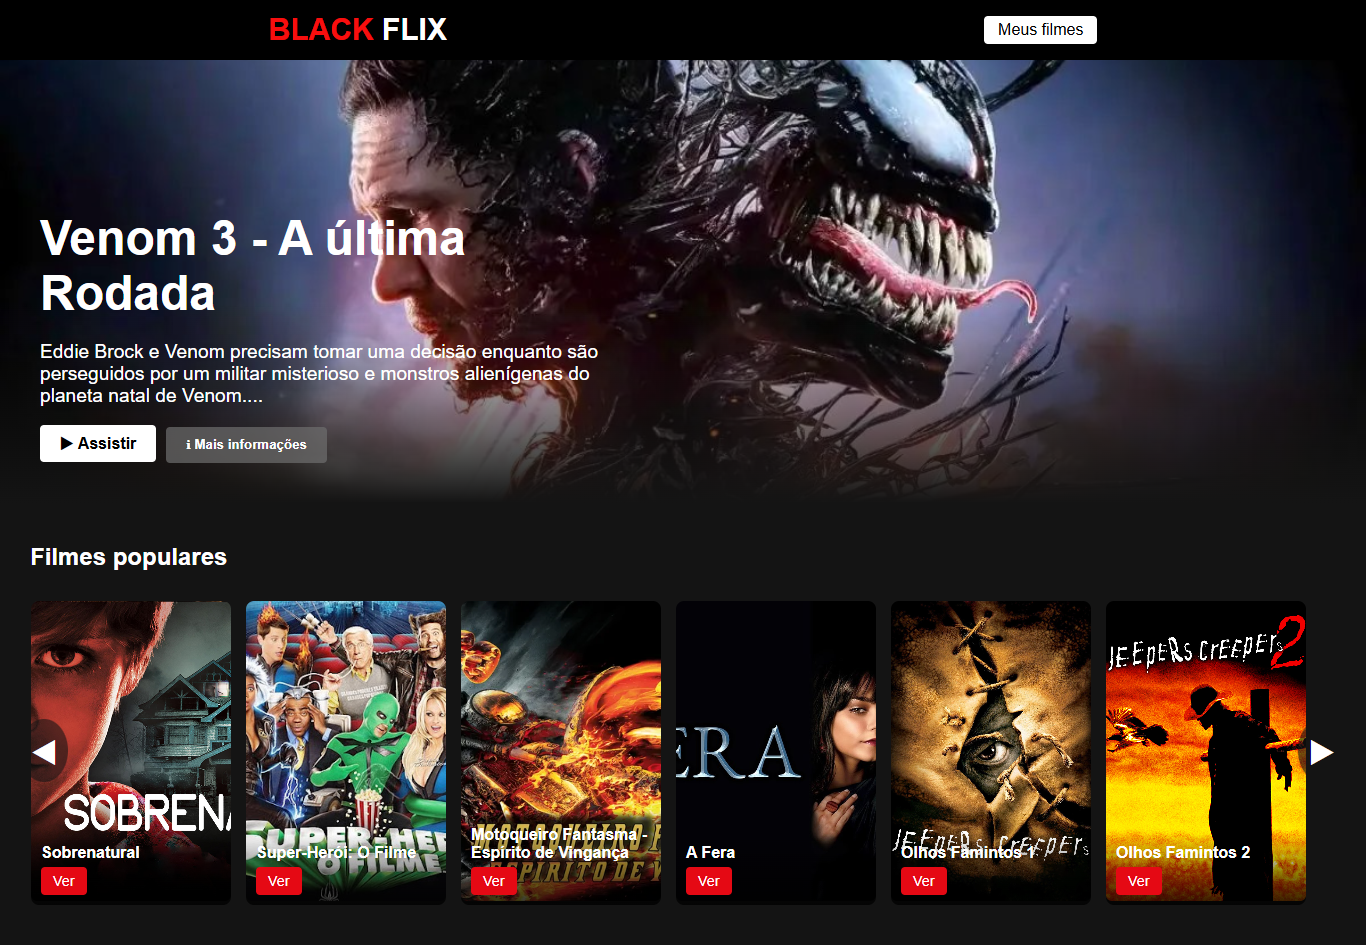 BLACK FLIX
Meus filmes
Venom 3 - A última
Rodada
Eddie Brock e Venom precisam tomar uma decisão enquanto são
perseguidos por um militar misterioso e monstros alienígenas do
planeta natal de Venom....
▶ Assistir
ℹ Mais informações
Filmes populares
SOBRENA
Sobrenatural
Ver
SUPER-HER
O FILME
Super-Herói: O Filme
Ver
Motoqueiro Fantasma -
Espírito de Vingança
Ver
ERA
A Fera
Ver
JEEPERS CREEPERS
Olhos Famintos 1
Ver
JEEPERS CREEPERS 2
Olhos Famintos 2
Ver